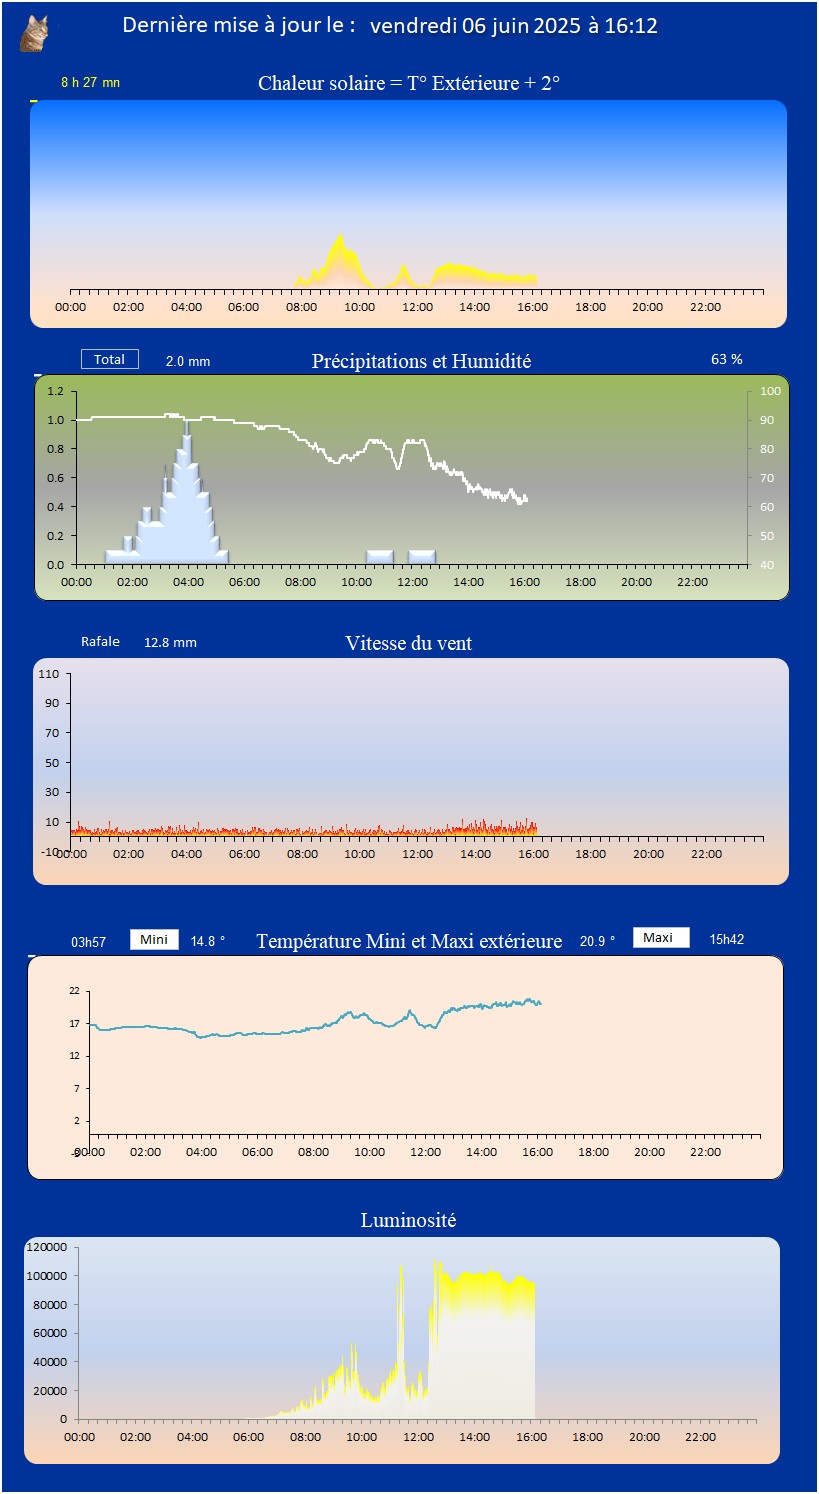 Dernière mise à jour le : vendredi 06 juin 2025 à 16:12
8 h 27 mn
Chaleur solaire = T° Extérieure + 2°
00:00 02:00 04:00 06:00 08:00 10:00 12:00 14:00 16:00 18:00 20:00 22:00
Total 2.0 mm Précipitations et Humidité 63 %
1.2 100
1.0 90
0.8 80
0.6 70
0.4 60
0.2 50
0.0 40
00:00 02:00 04:00 06:00 08:00 10:00 12:00 14:00 16:00 18:00 20:00 22:00
Rafale 12.8 mm Vitesse du vent
110
90
70
50
30
10
-10
00:00 02:00 04:00 06:00 08:00 10:00 12:00 14:00 16:00 18:00 20:00 22:00
03h57 Mini 14.8 ° Température Mini et Maxi extérieure 20.9 ° Maxi 15h42
22
17
12
7
2
00:00 02:00 04:00 06:00 08:00 10:00 12:00 14:00 16:00 18:00 20:00 22:00
Luminosité
120000
100000
80000
60000
40000
20000
0
00:00 02:00 04:00 06:00 08:00 10:00 12:00 14:00 16:00 18:00 20:00 22:00